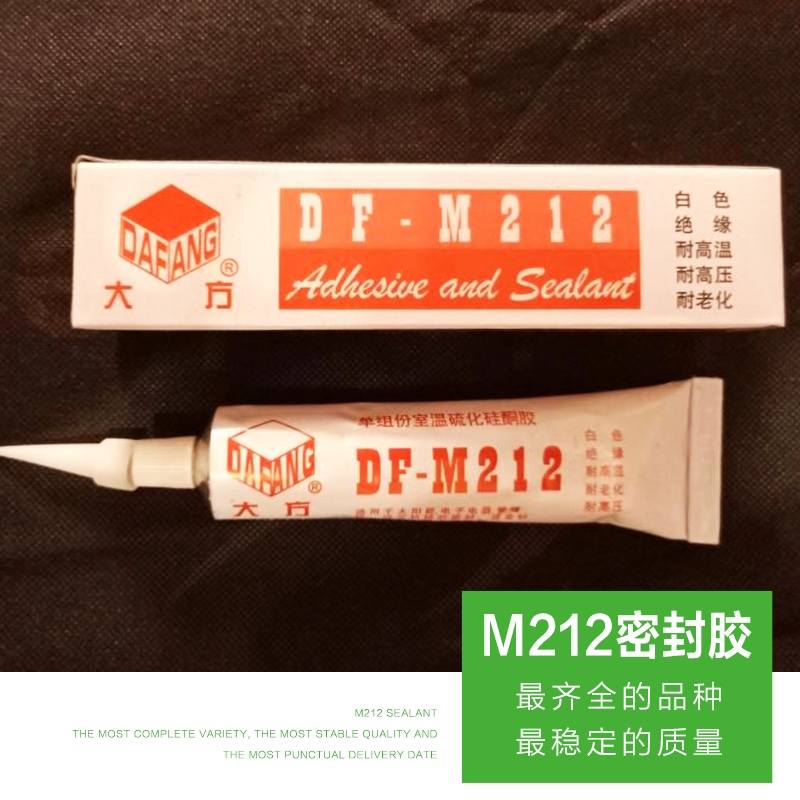 DAFANG
®
大方
DF-M212
Adhesive and Sealant
白色
绝缘
耐高温
耐高压
耐老化
单组份室温硫化硅酮胶
DAFANG
®
大方
DF-M212
白色
绝缘
耐高温
耐老化
耐高压
M212密封胶
最齐全的品种
最稳定的质量
M212 SEALANT
THE MOST COMPLETE VARIETY, THE MOST STABLE QUALITY AND
THE MOST PUNCTUAL DELIVERY DATE